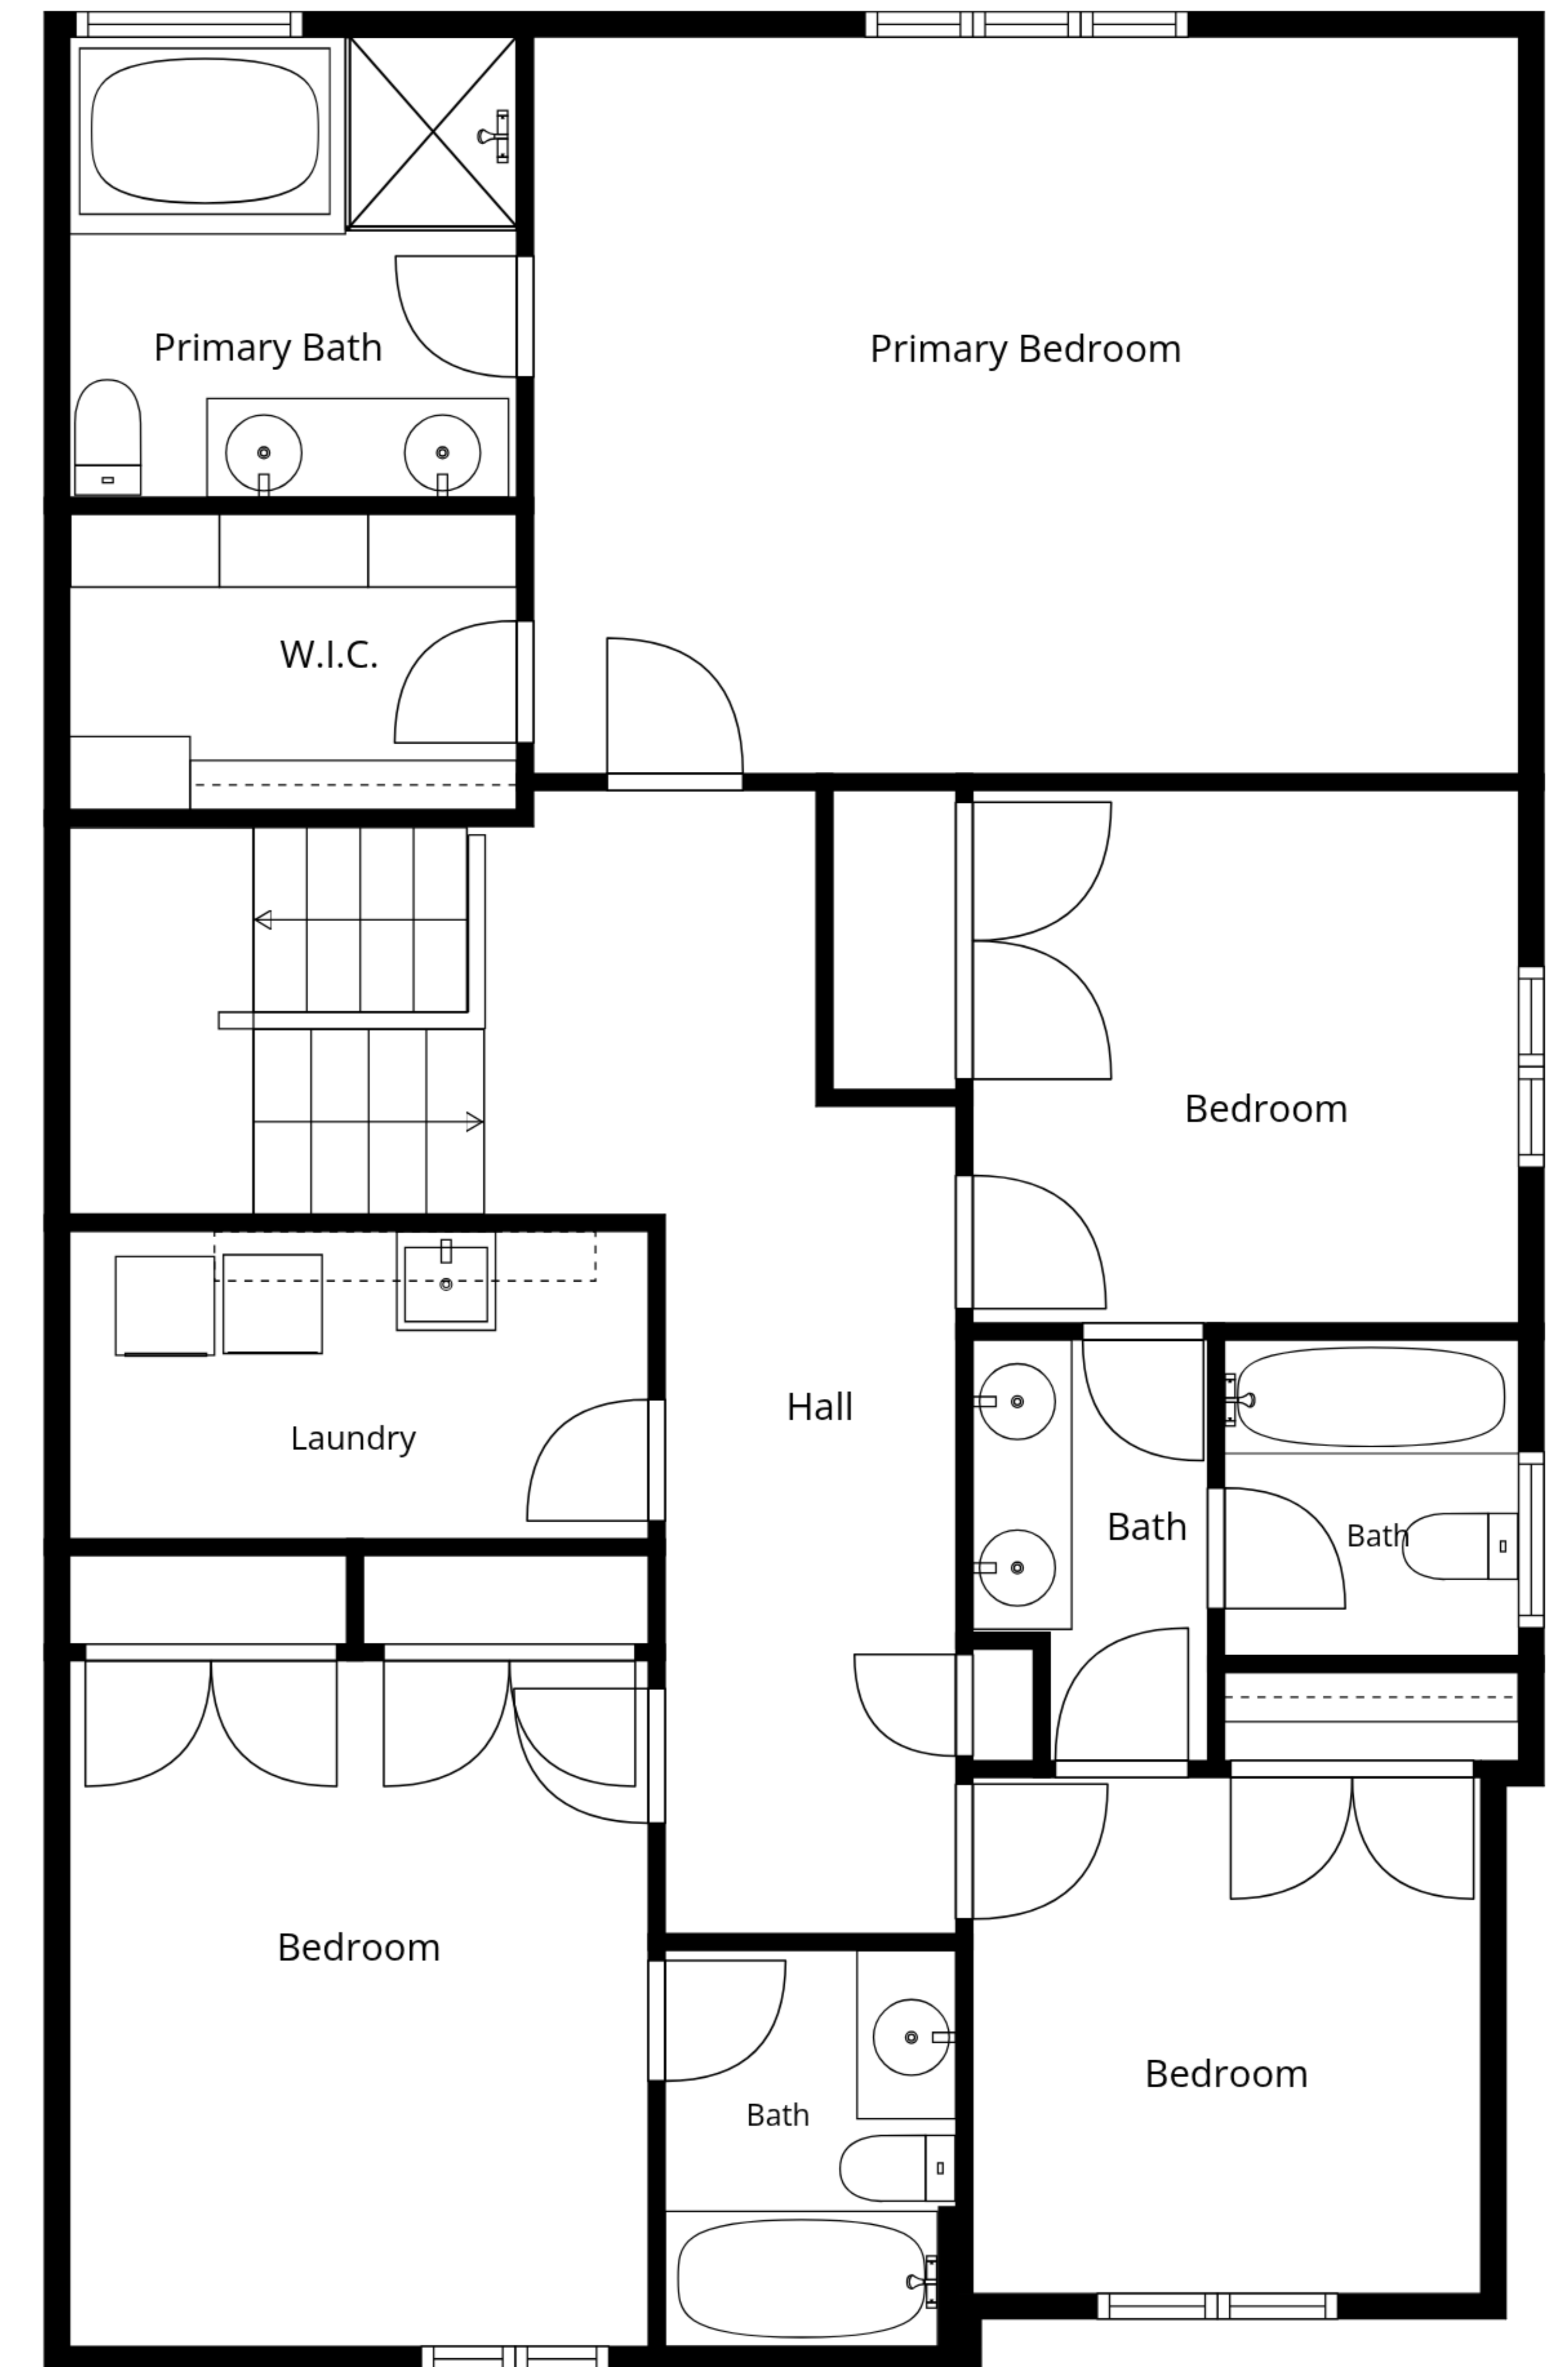 Primary Bath
Primary Bedroom
W.I.C.
Bedroom
Hall
Laundry
Bath
Bath
Bedroom
Bedroom
Bath